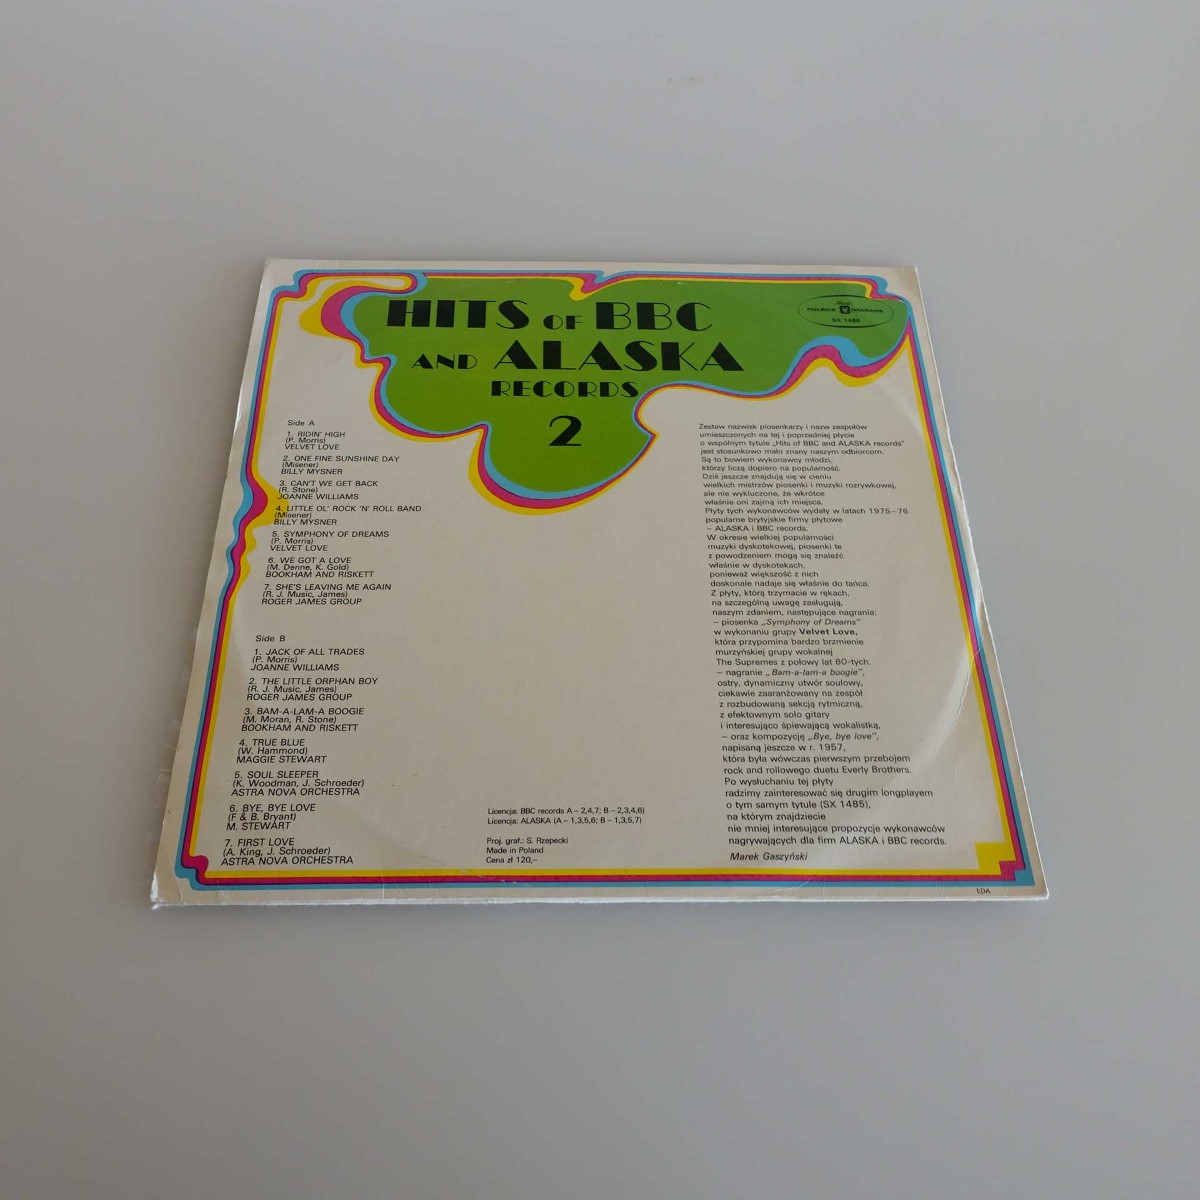 HITS OF BBC
AND ALASKA
RECORDS
2
Muza
POLSKIE RECORDS
SX 1486
Side A
1. RIDIN' HIGH
(P. Morris)
VELVET LOVE
2. ONE FINE SUNSHINE DAY
(Misener)
BILLY MYSNER
3. CAN'T WE GET BACK
(R. Stone)
JOANNE WILLIAMS
4. LITTLE OL' ROCK 'N' ROLL BAND
(Misener)
BILLY MYSNER
5. SYMPHONY OF DREAMS
(P. Morris)
VELVET LOVE
6. WE GOT A LOVE
(M. Denne, K. Gold)
BOOKHAM AND RISKETT
7. SHE'S LEAVING ME AGAIN
(R. J. Music, James)
ROGER JAMES GROUP
Side B
1. JACK OF ALL TRADES
(P. Morris)
JOANNE WILLIAMS
2. THE LITTLE ORPHAN BOY
(R. J. Music, James)
ROGER JAMES GROUP
3. BAM-A-LAM-A BOOGIE
(M. Moran, R. Stone)
BOOKHAM AND RISKETT
4. TRUE BLUE
(W. Hammond)
MAGGIE STEWART
5. SOUL SLEEPER
(K. Woodman, J. Schroeder)
ASTRA NOVA ORCHESTRA
6. BYE, BYE LOVE
(F & B. Bryant)
M. STEWART
7. FIRST LOVE
(A. King, J. Schroeder)
ASTRA NOVA ORCHESTRA
Licencja: BBC records A – 2,4,7; B – 2,3,4,6)
Licencja: ALASKA (A – 1,3,5,6; B – 1,3,5,7)
Proj. graf.: S. Rzepecki
Made in Poland
Cena zł 120,–
Zestaw nazwisk piosenkarzy i nazw zespołów
umieszczonych na tej i poprzedniej płycie
o wspólnym tytule „Hits of BBC and ALASKA records"
jest stosunkowo mało znany naszym odbiorcom.
Są to bowiem wykonawcy młodzi,
którzy liczą dopiero na popularność.
Dziś jeszcze znajdują się w cieniu
wielkich mistrzów piosenki i muzyki rozrywkowej,
ale nie wykluczone, że wkrótce
właśnie oni zajmą ich miejsca.
Płyty tych wykonawców wydały w latach 1975–76
popularne brytyjskie firmy płytowe
– ALASKA i BBC records.
W okresie wielkiej popularności
muzyki dyskotekowej, piosenki te
z powodzeniem mogą się znaleźć
właśnie w dyskotekach,
ponieważ większość z nich
doskonale nadaje się właśnie do tańca.
Z płyty, którą trzymacie w rękach,
na szczególną uwagę zasługują,
naszym zdaniem, następujące nagrania:
– piosenka „Symphony of Dreams"
w wykonaniu grupy Velvet Love,
która przypomina bardzo brzmienie
murzyńskiej grupy wokalnej
The Supremes z połowy lat 60-tych.
– nagranie „Bam-a-lam-a boogie",
ostry, dynamiczny utwór soulowy,
ciekawie zaaranżowany na zespół
z rozbudowaną sekcją rytmiczną,
z efektownym solo gitary
i interesująco śpiewającą wokalistką,
– oraz kompozycję „Bye, bye love",
napisaną jeszcze w r. 1957,
która była wówczas pierwszym przebojem
rock and rollowego duetu Everly Brothers.
Po wysłuchaniu tej płyty
radzimy zainteresować się drugim longplayem
o tym samym tytule (SX 1485),
na którym znajdziecie
nie mniej interesujące propozycje wykonawców
nagrywających dla firm ALASKA i BBC records.
Marek Gaszyński
ŁDA